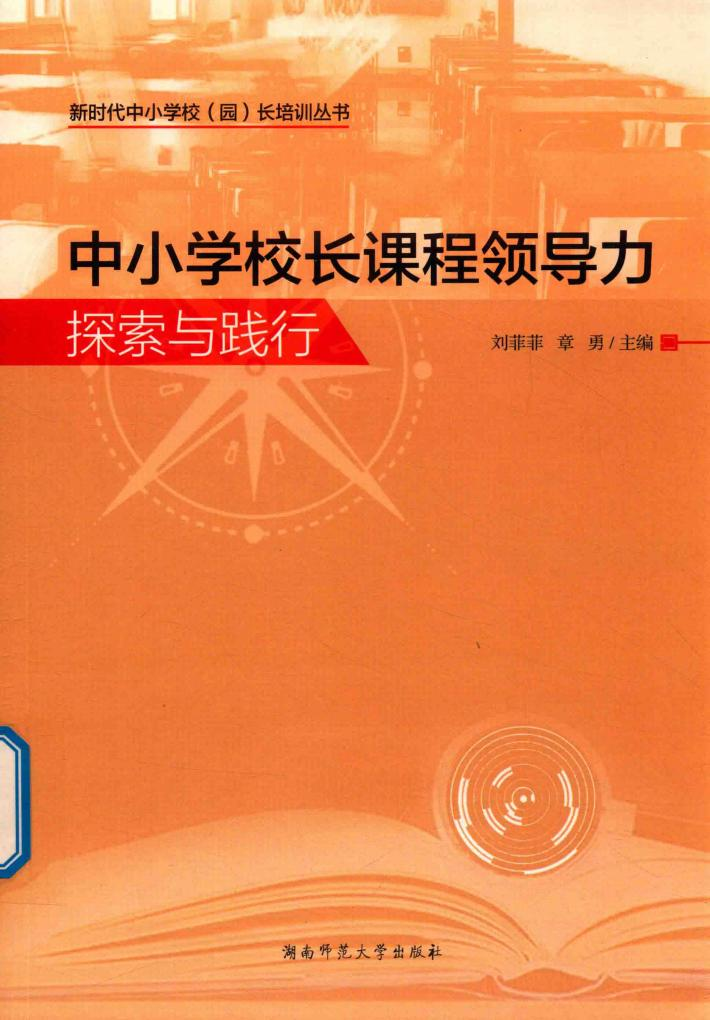 新时代中小学校（园）长培训丛书
中小学校长课程领导力
探索与践行
刘菲菲 章 勇/主编
湖南师范大学出版社